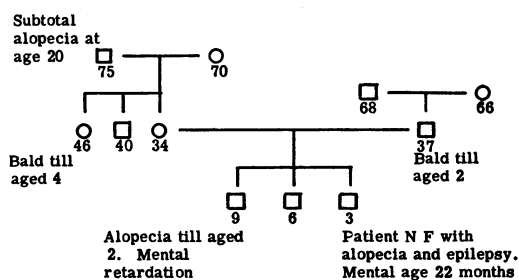 Subtotal
alopecia at
age 20
75
70
68
66
46
40
34
37
Bald till
aged 4
Bald till
aged 2
9
6
3
Alopecia till aged
2. Mental
retardation
Patient N F with
alopecia and epilepsy.
Mental age 22 months